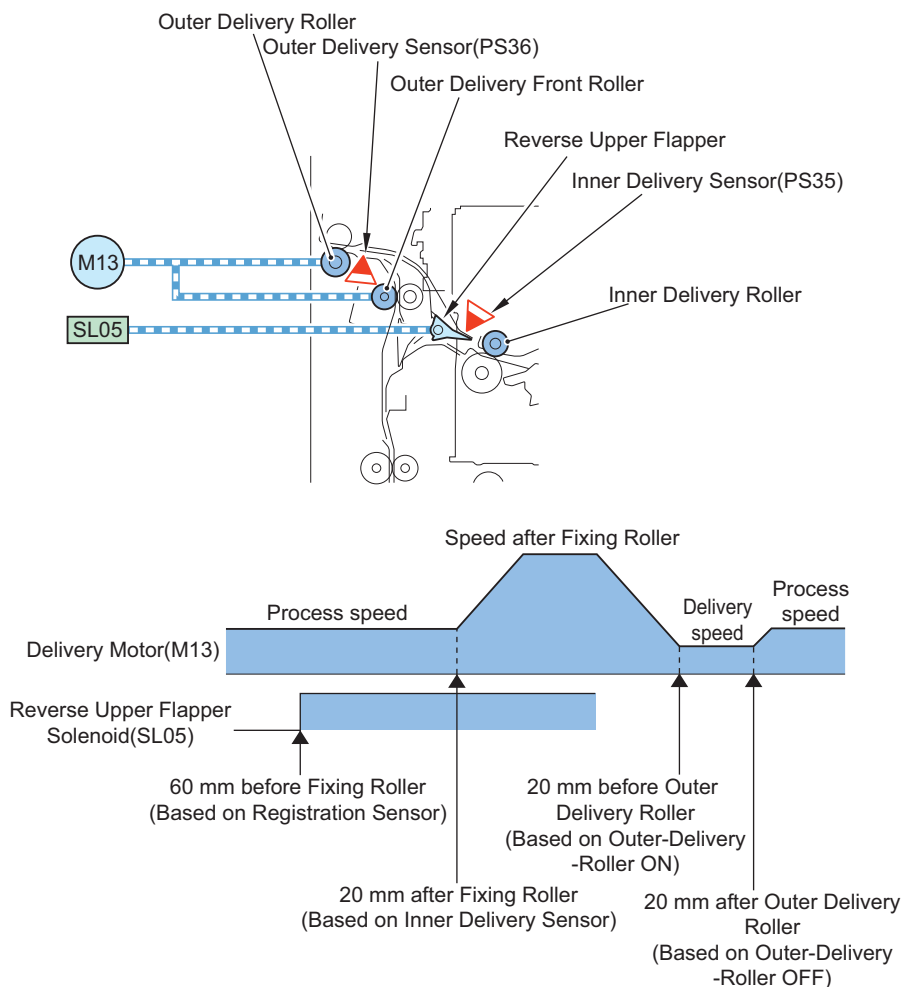 Outer Delivery Roller
Outer Delivery Sensor(PS36)
Outer Delivery Front Roller
Reverse Upper Flapper
Inner Delivery Sensor(PS35)
M13
Inner Delivery Roller
SL05
Speed after Fixing Roller
Process speed
Delivery
speed
Process
speed
Delivery Motor(M13)
Reverse Upper Flapper
Solenoid(SL05)
60 mm before Fixing Roller
(Based on Registration Sensor)
20 mm before Outer
Delivery Roller
(Based on Outer-Delivery
-Roller ON)
20 mm after Fixing Roller
(Based on Inner Delivery Sensor)
20 mm after Outer Delivery
Roller
(Based on Outer-Delivery
-Roller OFF)